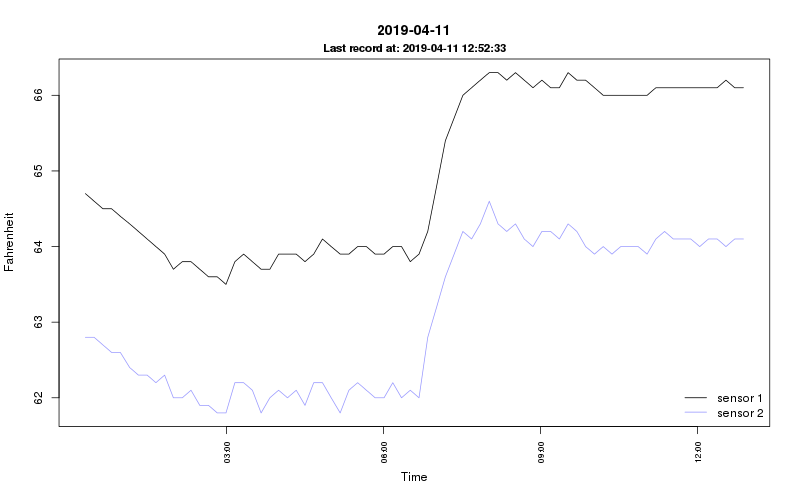 2019-04-11
Last record at: 2019-04-11 12:52:33
66
65
64
63
62
Fahrenheit
sensor 1
sensor 2
03:00
06:00
09:00
12:00
Time